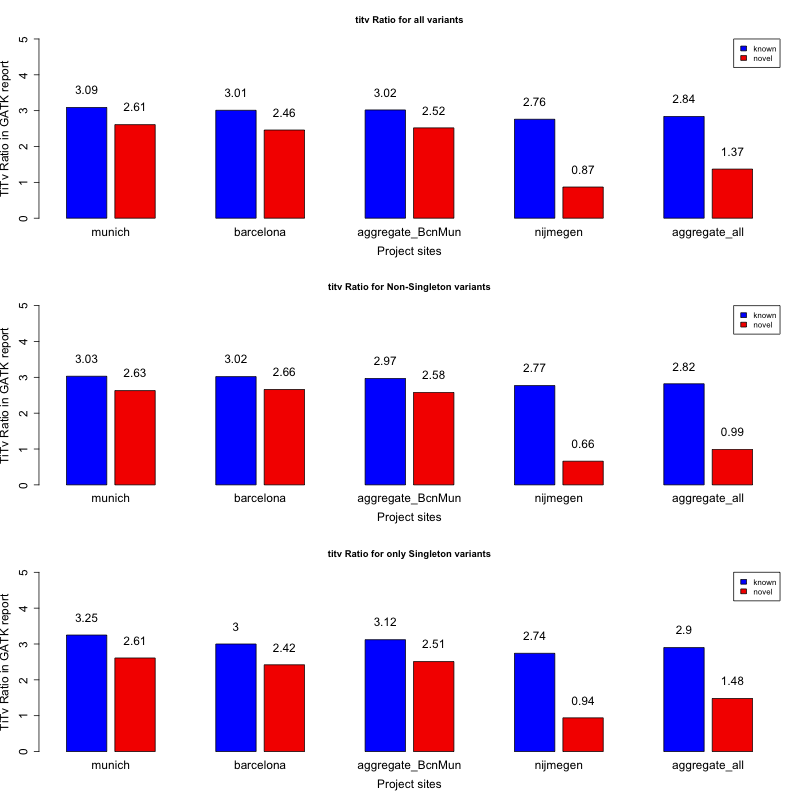 titv Ratio for all variants
TiTv Ratio in GATK report
5
4
3
2
1
0
known
novel
3.09
2.61
3.01
2.46
3.02
2.52
2.76
0.87
2.84
1.37
munich
barcelona
aggregate_BcnMun
nijmegen
aggregate_all
Project sites
titv Ratio for Non-Singleton variants
TiTv Ratio in GATK report
5
4
3
2
1
0
known
novel
3.03
2.63
3.02
2.66
2.97
2.58
2.77
0.66
2.82
0.99
munich
barcelona
aggregate_BcnMun
nijmegen
aggregate_all
Project sites
titv Ratio for only Singleton variants
TiTv Ratio in GATK report
5
4
3
2
1
0
known
novel
3.25
2.61
3
2.42
3.12
2.51
2.74
0.94
2.9
1.48
munich
barcelona
aggregate_BcnMun
nijmegen
aggregate_all
Project sites